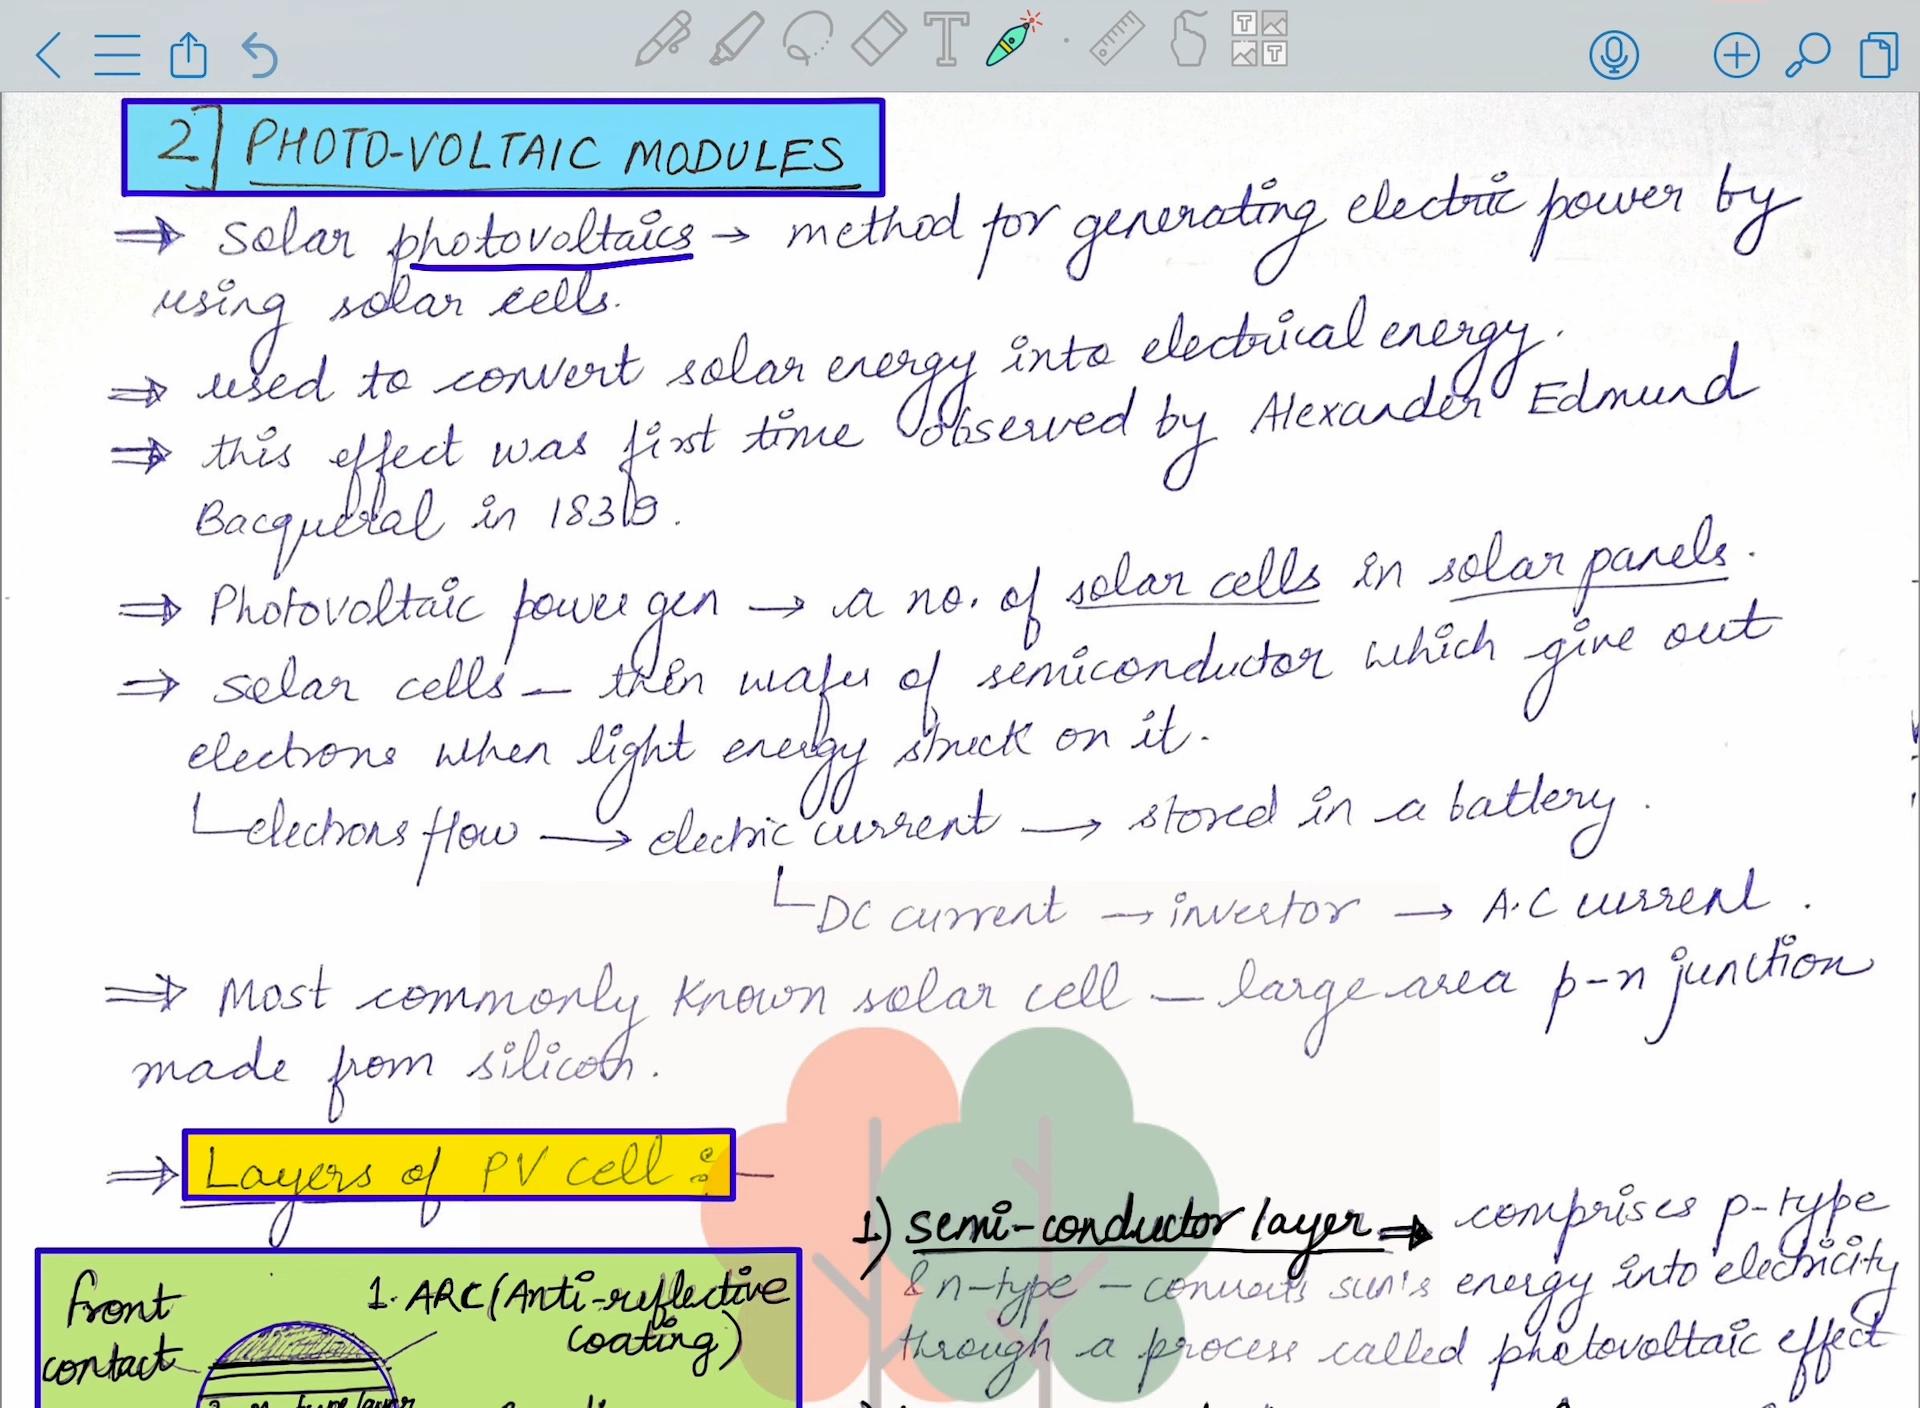 2] PHOTO-VOLTAIC MODULES
⇒ Solar photovoltaics → method for generating electric power by
using solar cells.
⇒ used to convert solar energy into electrical energy.
⇒ this effect was first time observed by Alexander Edmund
Bacqueral in 1839.
⇒ Photovoltaic power gen → a no. of solar cells in solar panels.
⇒ Solar cells – thin wafer of semiconductor which give out
electrons when light energy struck on it.
electrons flow → electric current → stored in a battery.
DC current → invertor → A.C current.
⇒ Most commonly known solar cell – large area p-n junction
made from silicon.
⇒ Layers of PV cell :-
1) Semi-conductor layer ⇒ comprises p-type
& n-type – converts sun's energy into electricity
through a process called photovoltaic effect
front
contact
1. ARC (Anti-reflective
coating)
n-type layer